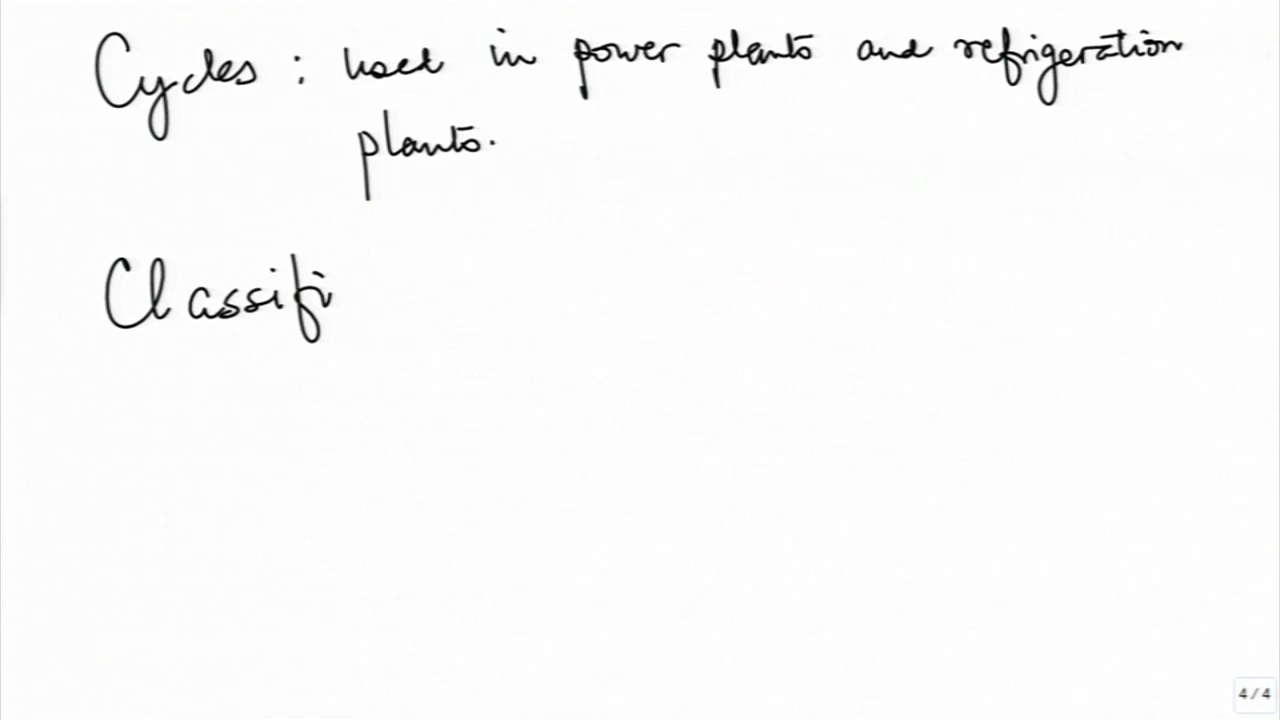 Cycles : used in power plants and refrigeration
plants.
Classifi
4/4